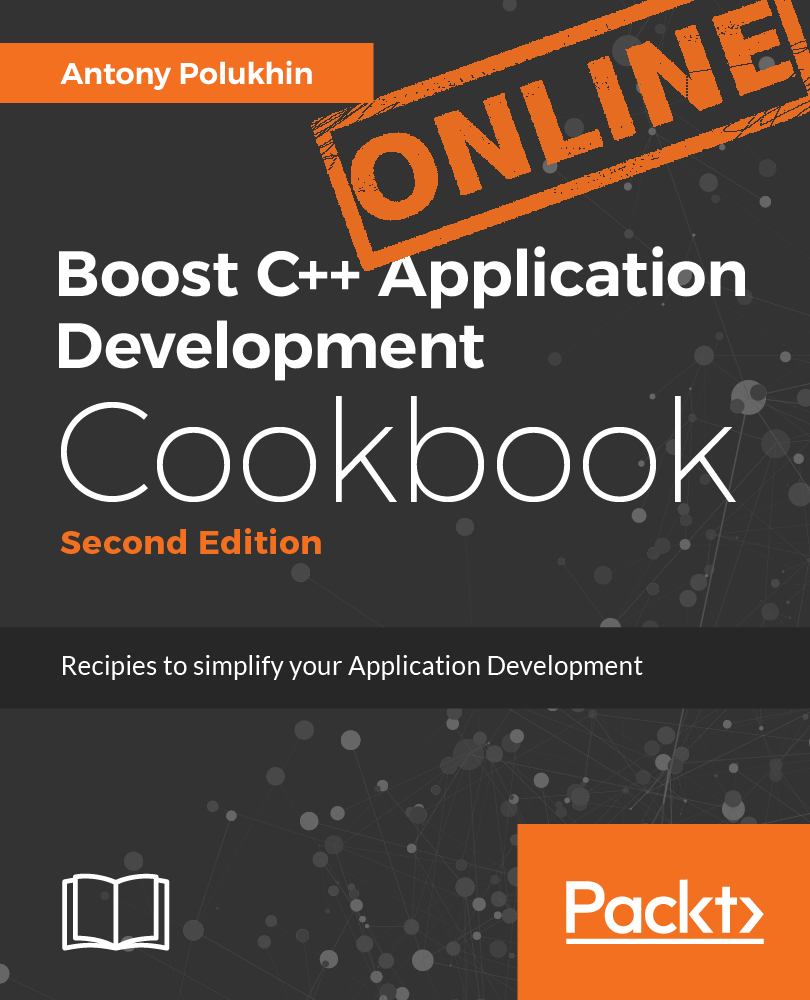 Antony Polukhin
ONLINE
Boost C++ Application
Development
Cookbook
Second Edition
Recipies to simplify your Application Development
Packt